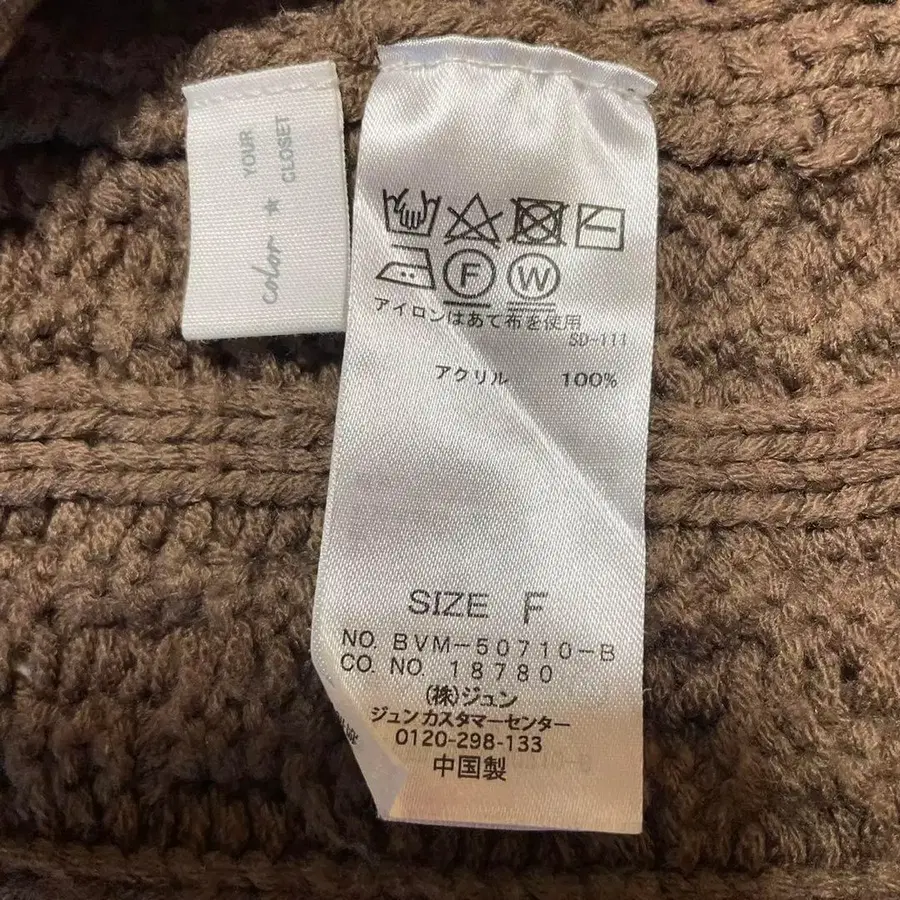 color ★
YOUR
CLOSET
F W
アイロンはあて布を使用
SD-111
アクリル 100%
SIZE F
NO. BVM-50710-B
CO. NO. 18780
(株)ジュン
ジュンカスタマーセンター
0120-298-133
中国製